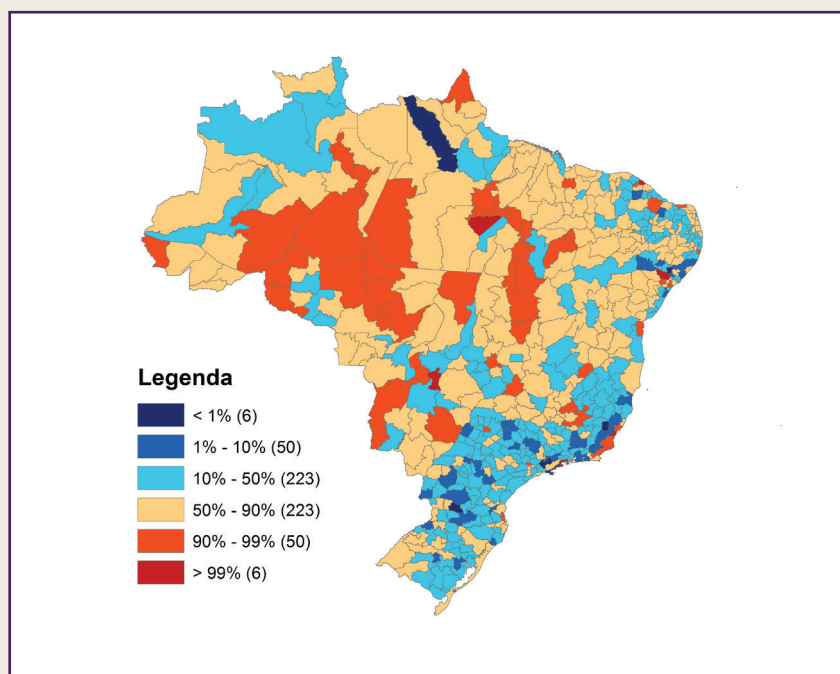 Legenda
< 1% (6)
1% - 10% (50)
10% - 50% (223)
50% - 90% (223)
90% - 99% (50)
> 99% (6)